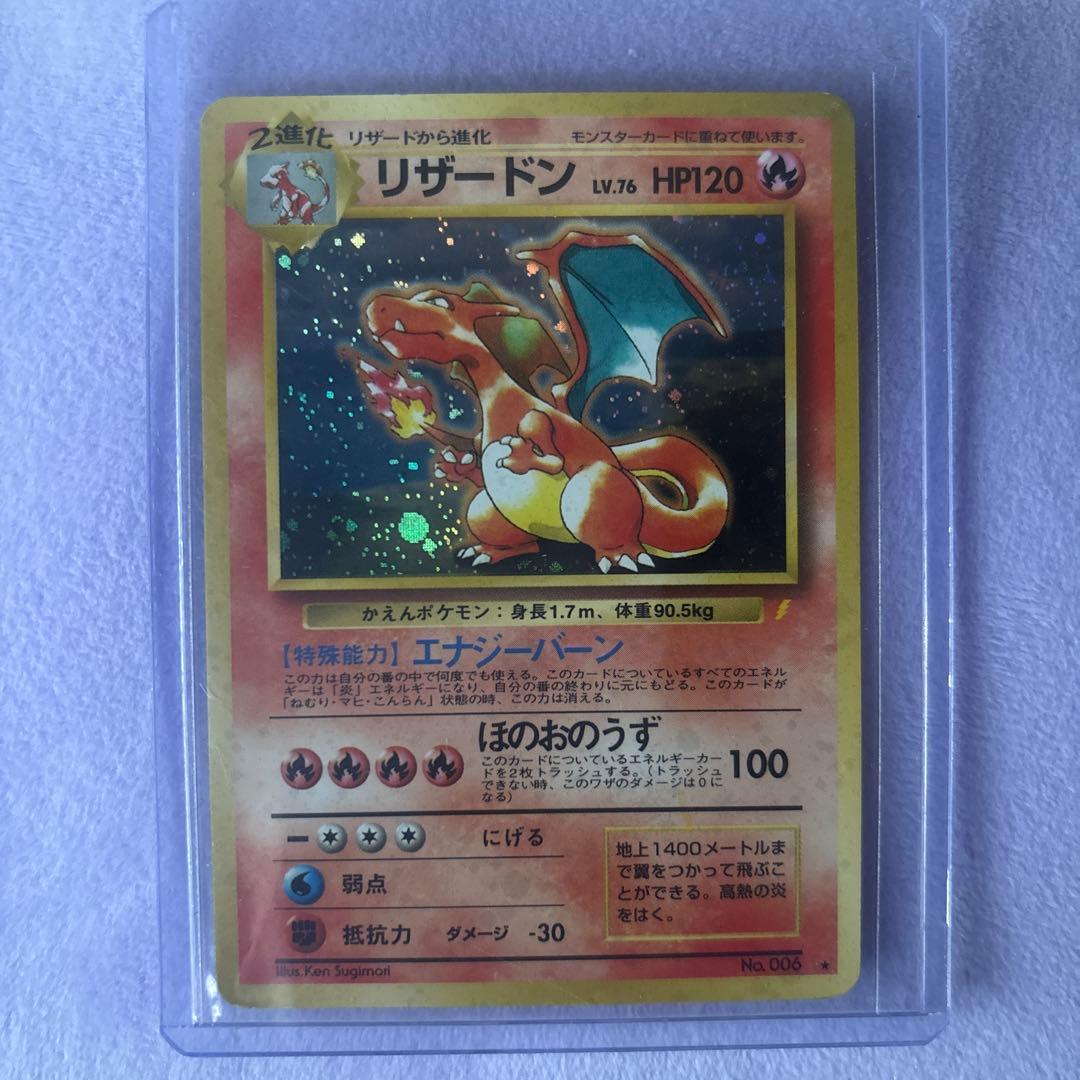 2進化 リザードから進化 モンスターカードに重ねて使います。
リザードン LV.76 HP120
かえんポケモン：身長1.7m、体重90.5kg
【特殊能力】エナジーバーン
この力は自分の番の中で何度でも使える。このカードについているすべてのエネル
ギーは「炎」エネルギーになり、自分の番の終わりに元にもどる。このカードが
「ねむり・マヒ・こんらん」状態の時、この力は消える。
ほのおのうず
このカードについているエネルギーカー
ドを2枚トラッシュする。（トラッシュ
できない時、このワザのダメージは0に
なる）
100
にげる
弱点
抵抗力 ダメージ -30
地上1400メートルま
で翼をつかって飛ぶこ
とができる。高熱の炎
をはく。
Illus.Ken Sugimori
No. 006 ★